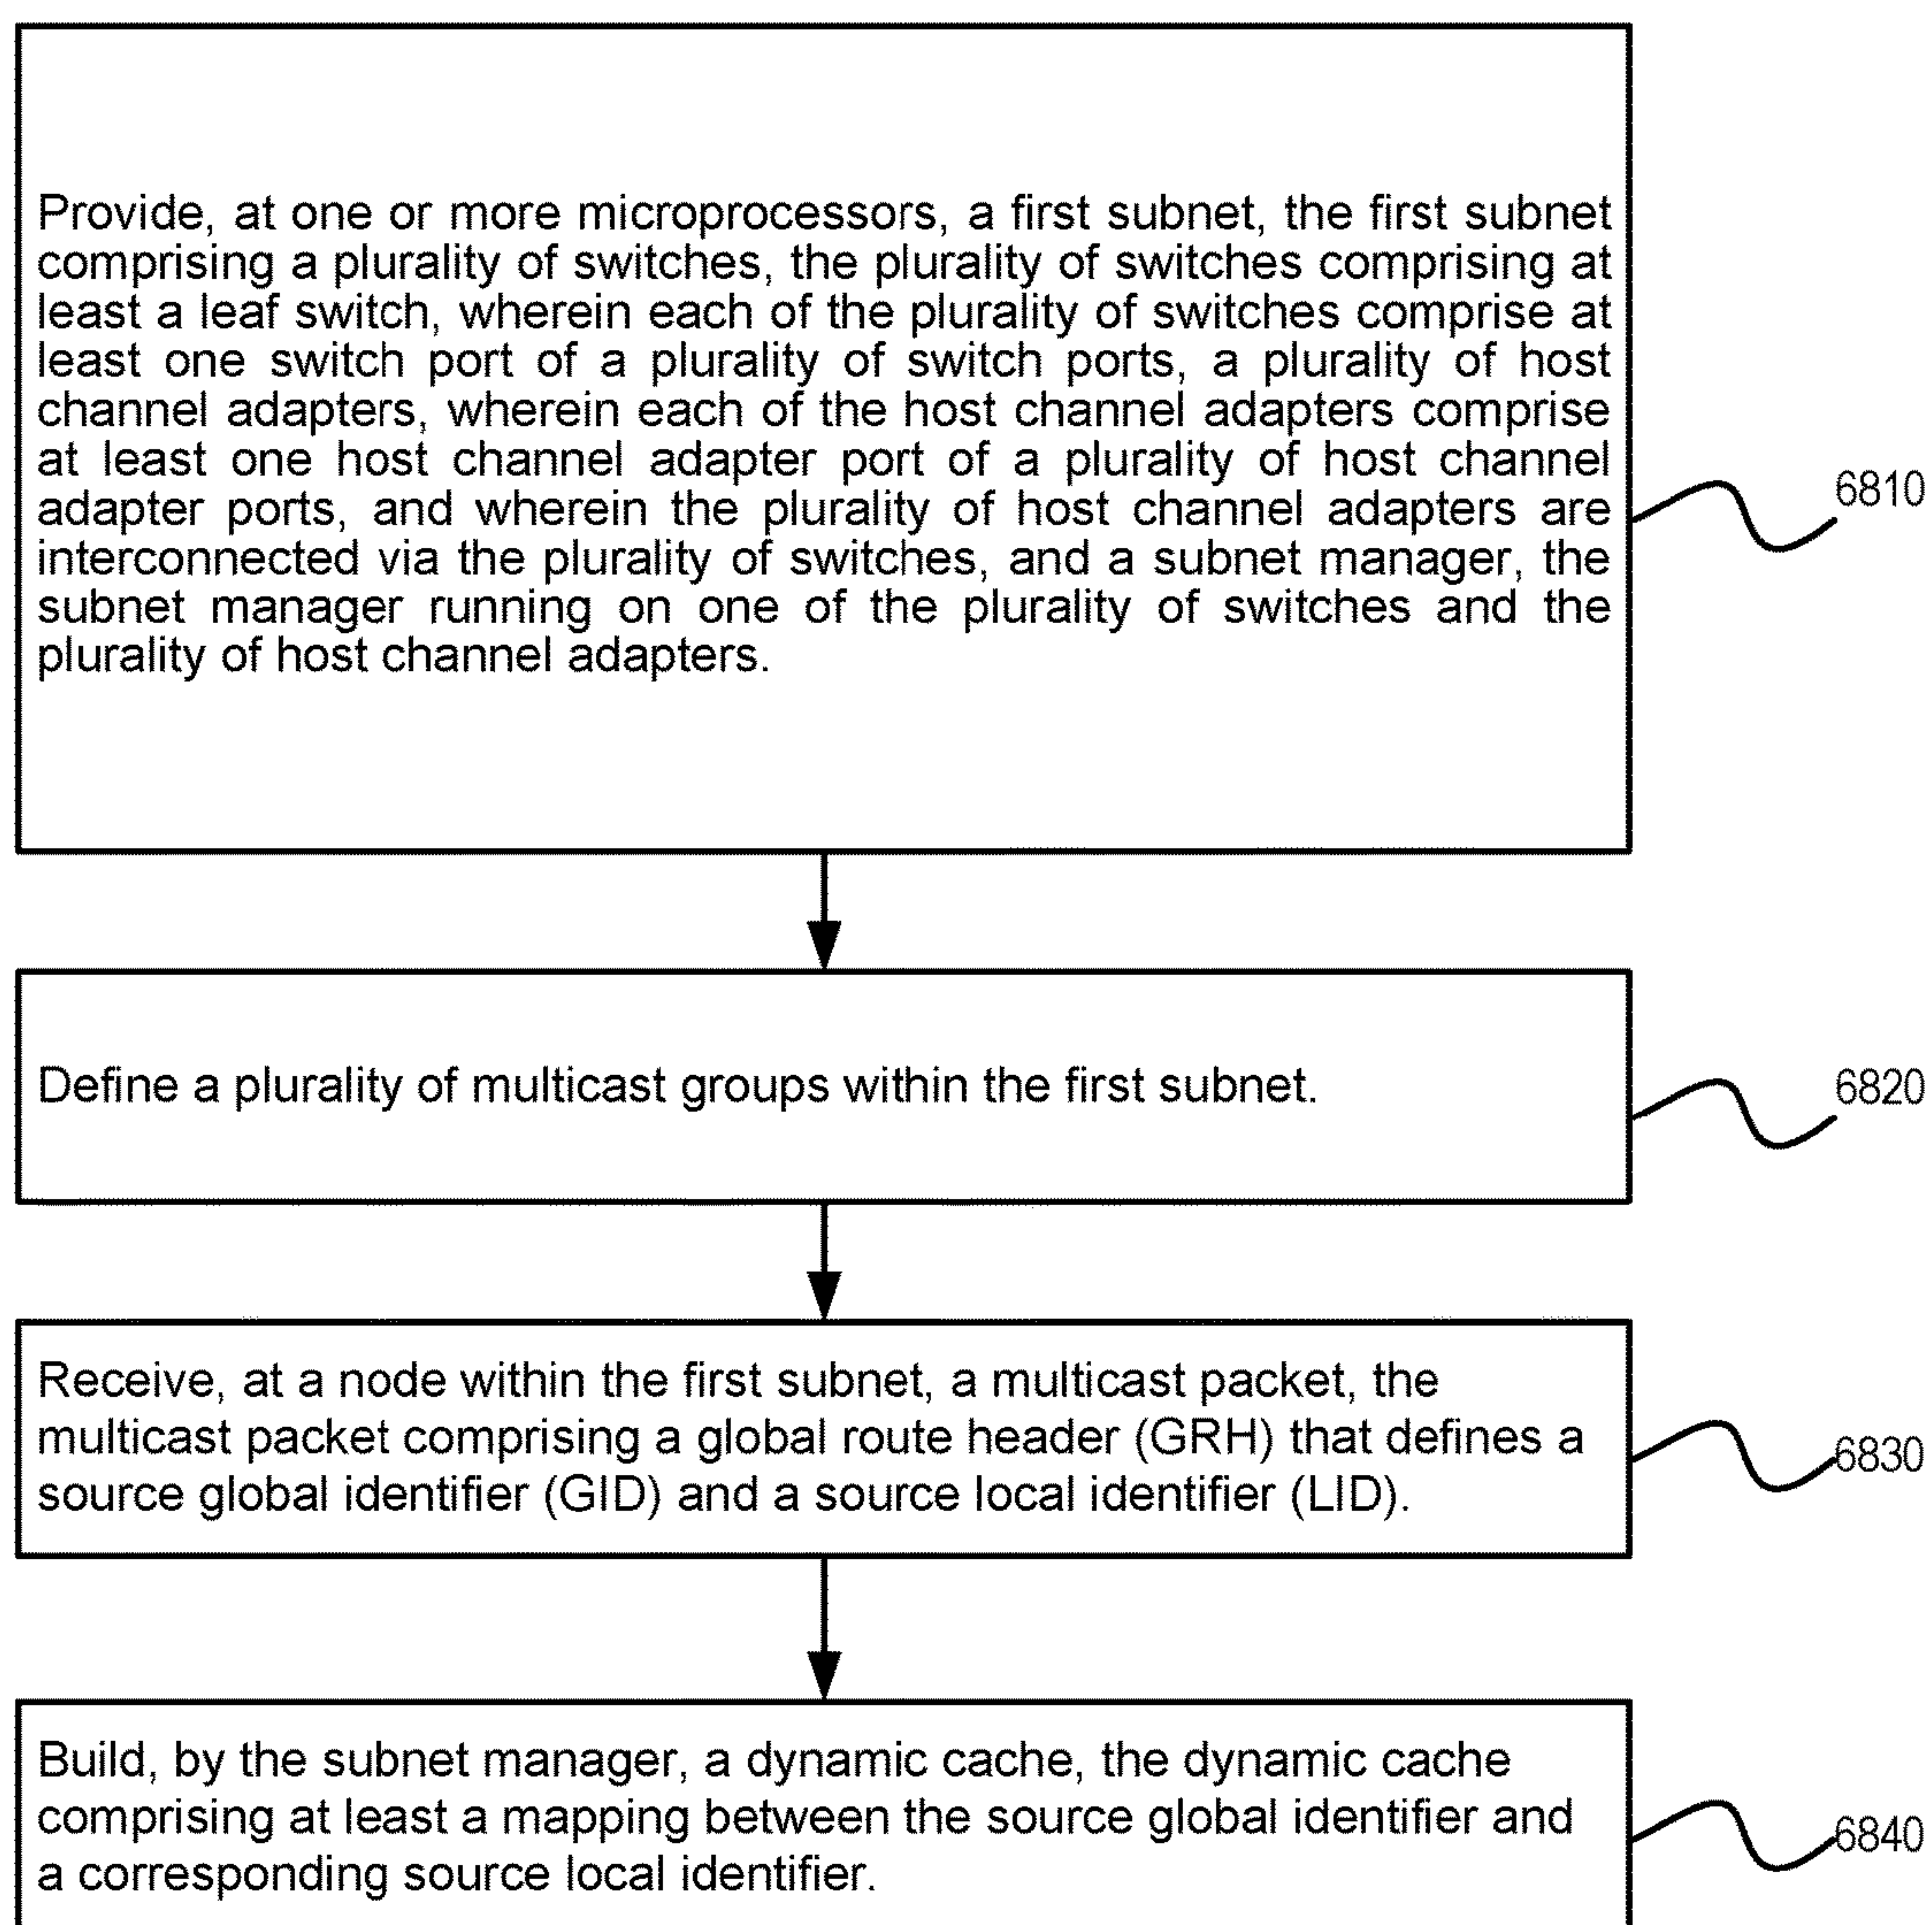 Provide, at one or more microprocessors, a first subnet, the first subnet
comprising a plurality of switches, the plurality of switches comprising at
least a leaf switch, wherein each of the plurality of switches comprise at
least one switch port of a plurality of switch ports, a plurality of host
channel adapters, wherein each of the host channel adapters comprise
at least one host channel adapter port of a plurality of host channel
adapter ports, and wherein the plurality of host channel adapters are
interconnected via the plurality of switches, and a subnet manager, the
subnet manager running on one of the plurality of switches and the
plurality of host channel adapters.
6810
Define a plurality of multicast groups within the first subnet.
6820
Receive, at a node within the first subnet, a multicast packet, the
multicast packet comprising a global route header (GRH) that defines a
source global identifier (GID) and a source local identifier (LID).
6830
Build, by the subnet manager, a dynamic cache, the dynamic cache
comprising at least a mapping between the source global identifier and
a corresponding source local identifier.
6840